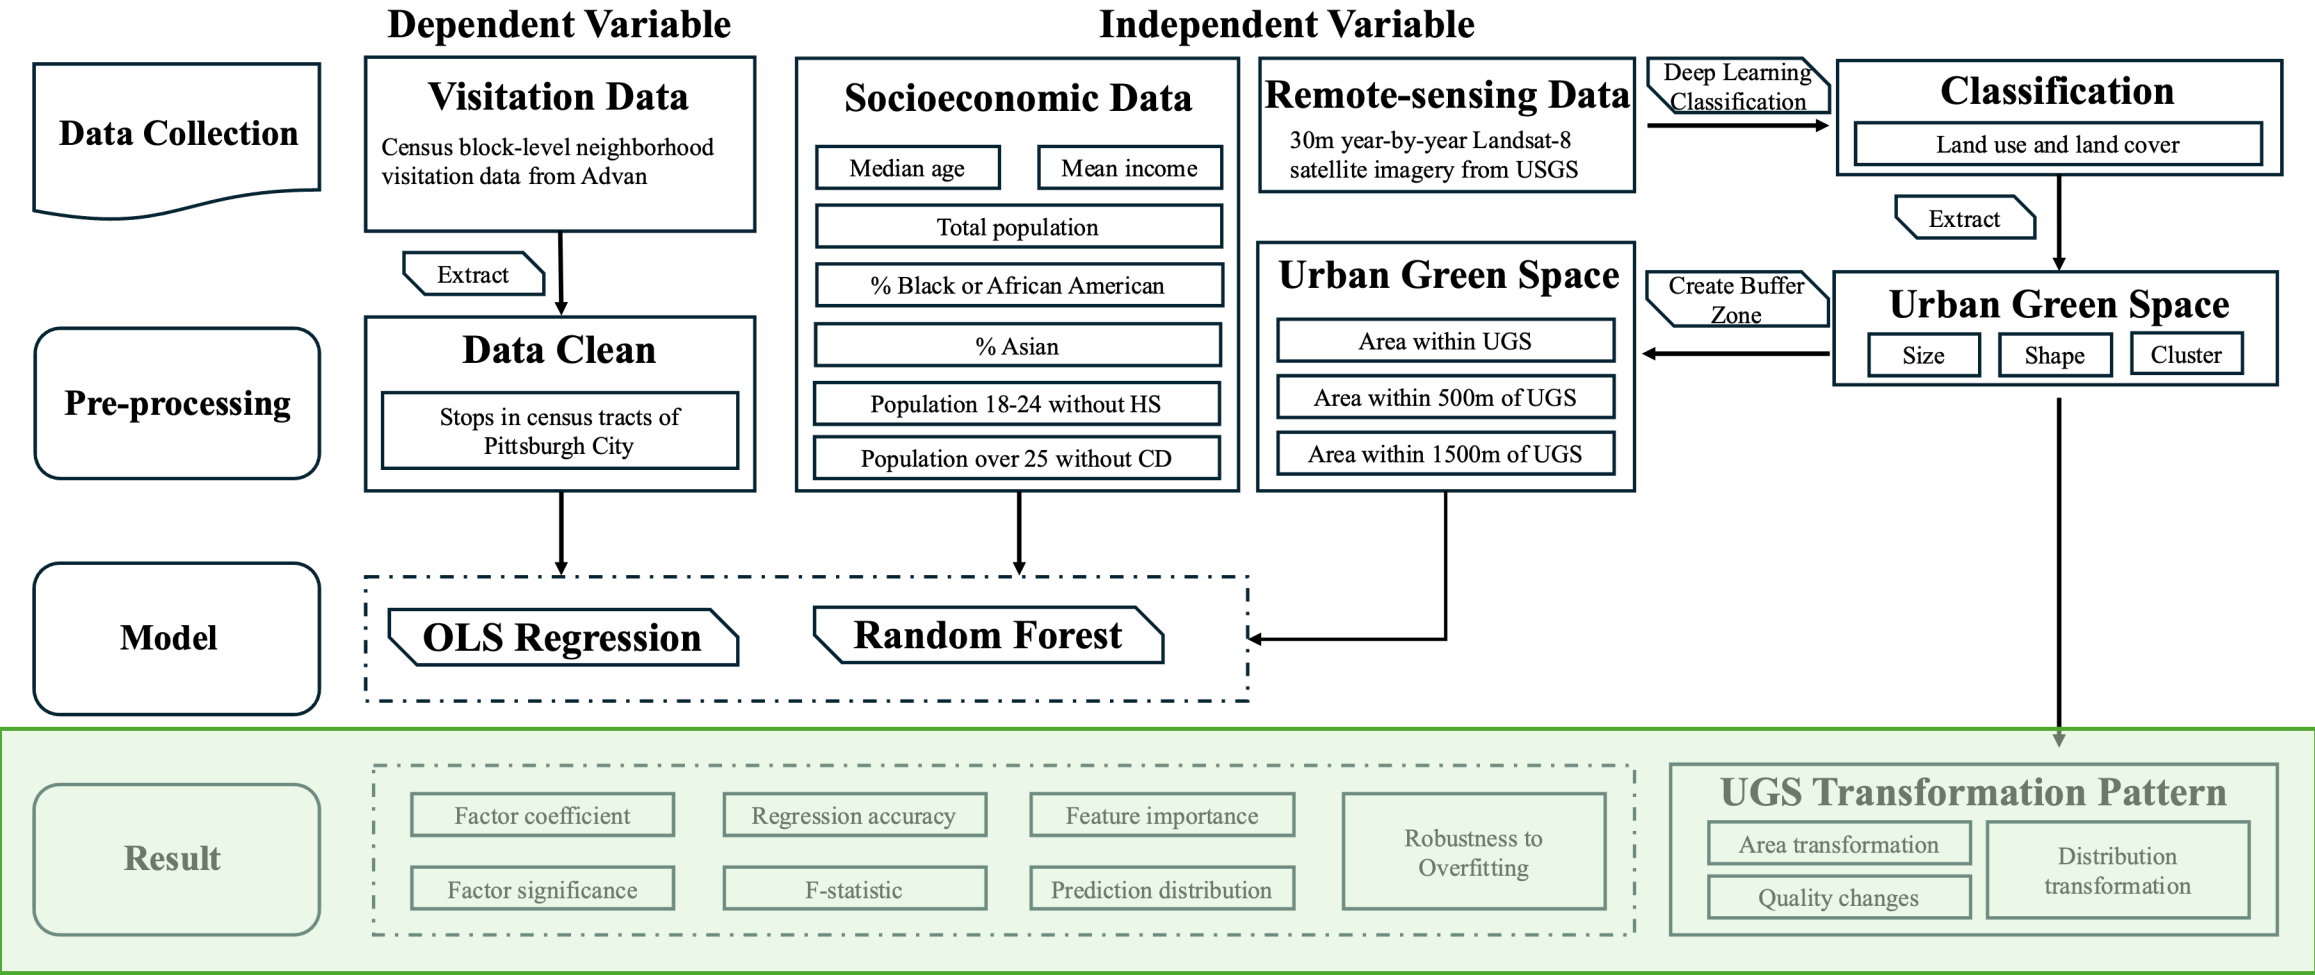 Dependent Variable
Independent Variable
Data Collection
Visitation Data
Census block-level neighborhood
visitation data from Advan
Extract
Data Clean
Stops in census tracts of
Pittsburgh City
Socioeconomic Data
Median age
Mean income
Total population
% Black or African American
% Asian
Population 18-24 without HS
Population over 25 without CD
Remote-sensing Data
30m year-by-year Landsat-8
satellite imagery from USGS
Deep Learning
Classification
Classification
Land use and land cover
Extract
Urban Green Space
Size
Shape
Cluster
Create Buffer
Zone
Urban Green Space
Area within UGS
Area within 500m of UGS
Area within 1500m of UGS
Pre-processing
Model
OLS Regression
Random Forest
Result
Factor coefficient
Regression accuracy
Feature importance
Robustness to
Overfitting
Factor significance
F-statistic
Prediction distribution
UGS Transformation Pattern
Area transformation
Quality changes
Distribution
transformation